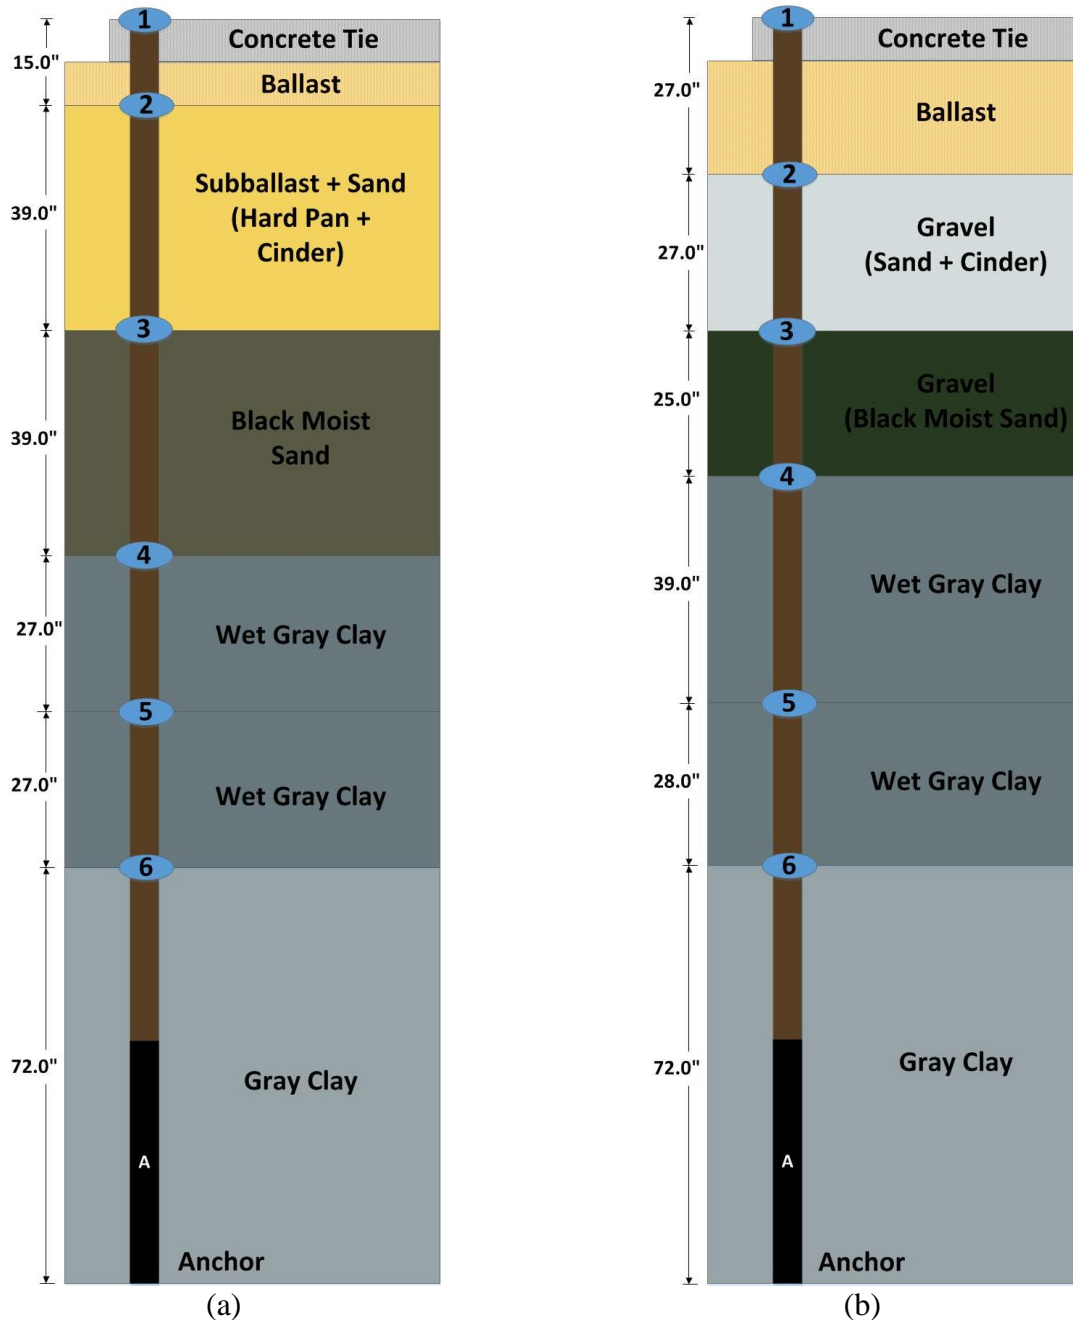 1
Concrete Tie
15.0"
Ballast
2
Subballast + Sand
(Hard Pan +
Cinder)
39.0"
3
Black Moist
Sand
39.0"
4
27.0"
Wet Gray Clay
5
27.0"
Wet Gray Clay
6
72.0"
Gray Clay
A
Anchor
(a)
1
Concrete Tie
27.0"
Ballast
2
Gravel
(Sand + Cinder)
27.0"
3
Gravel
(Black Moist Sand)
25.0"
4
39.0"
Wet Gray Clay
5
28.0"
Wet Gray Clay
6
72.0"
Gray Clay
A
Anchor
(b)